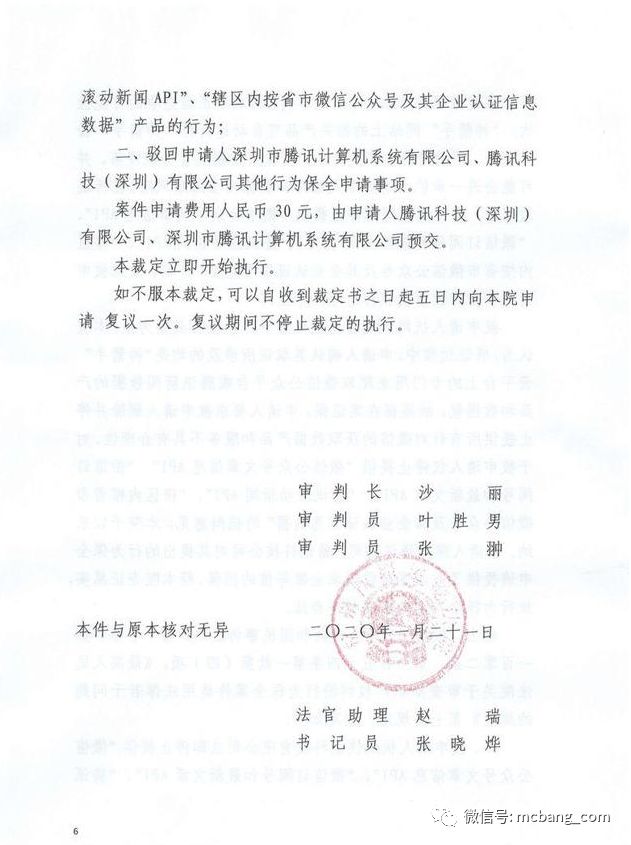 滚动新闻 API”、“辖区内按省市微信公众号及其企业认证信息
数据”产品的行为；
二、驳回申请人深圳市腾讯计算机系统有限公司、腾讯科
技（深圳）有限公司其他行为保全申请事项。
案件申请费用人民币 30 元，由申请人腾讯科技（深圳）
有限公司、深圳市腾讯计算机系统有限公司预交。
本裁定立即开始执行。
如不服本裁定，可以自收到裁定书之日起五日内向本院申
请 复议一次。复议期间不停止裁定的执行。
审 判 长 沙 丽
审 判 员 叶 胜 男
审 判 员 张 翀
本件与原本核对无异 二〇二〇年一月二十一日
法官助理 赵 瑞
书 记 员 张 晓 烨
微信号: mcbang_com
6